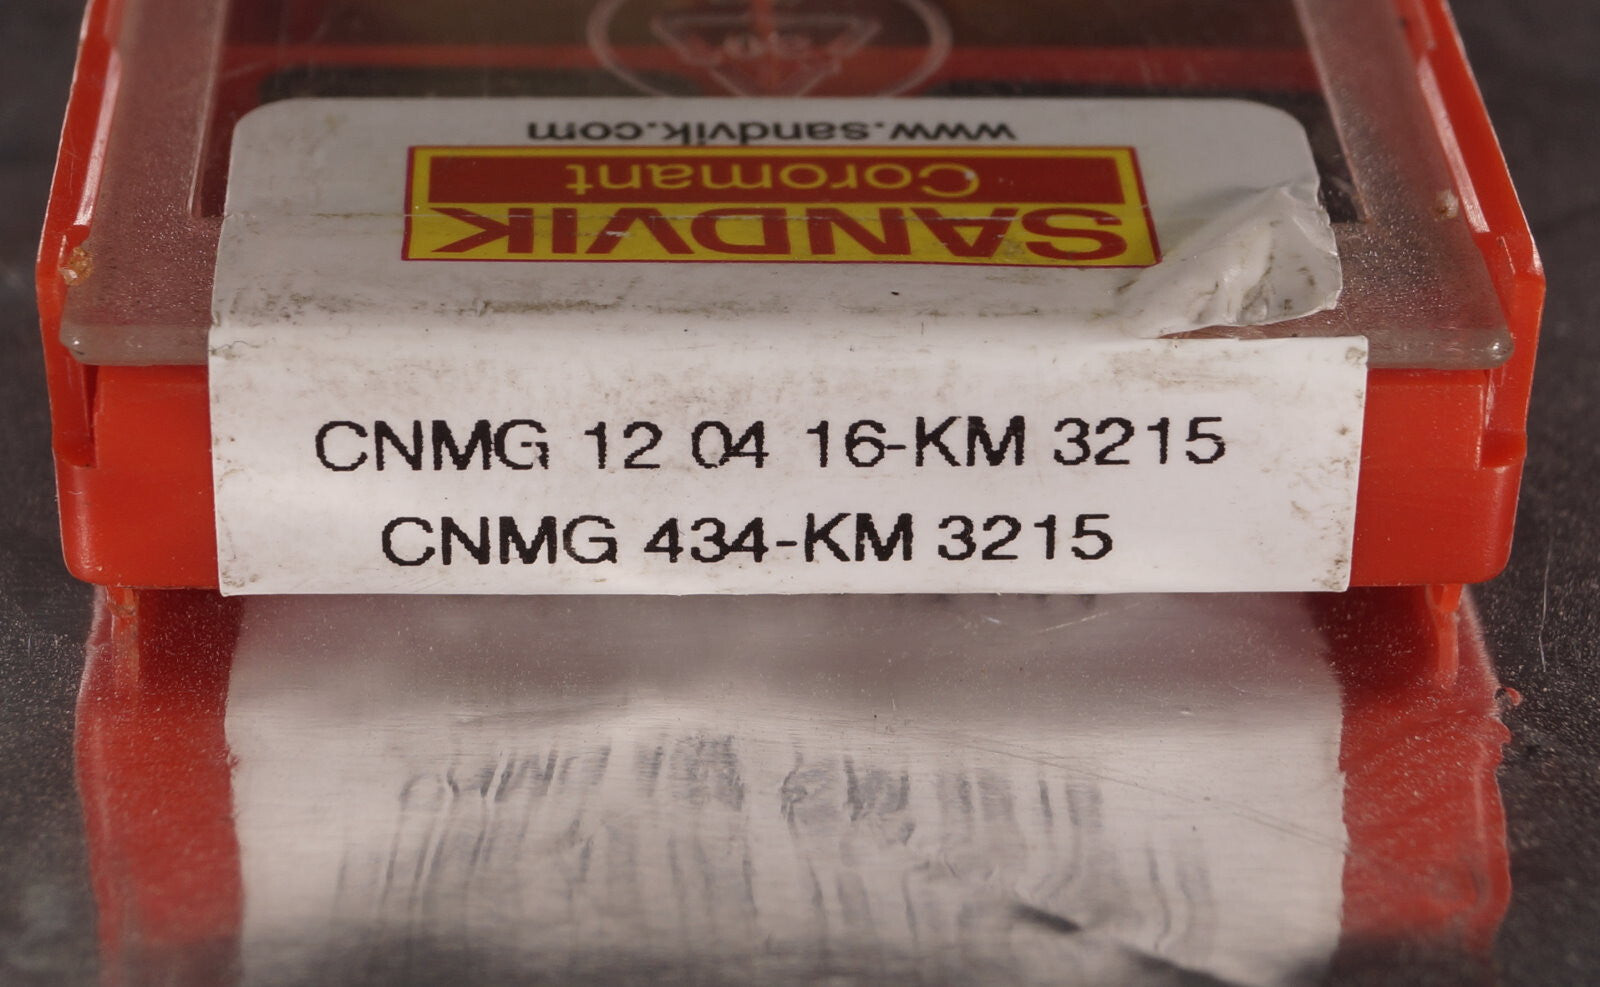 www.sandvik.com
Coromant
SANDVIK
CNMG 12 04 16-KM 3215
CNMG 434-KM 3215